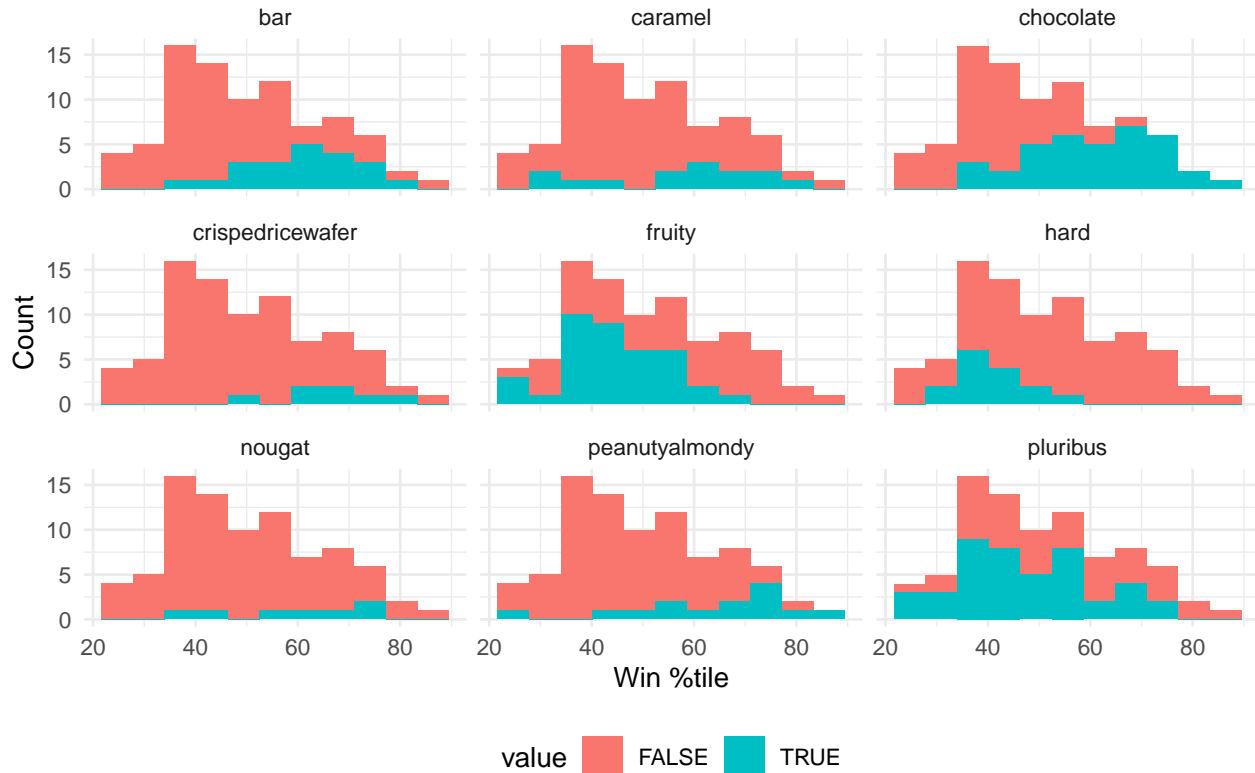 bar
caramel
chocolate
15
10
5
0
crispedricewafer
fruity
hard
15
10
5
0
Count
nougat
peanutyalmondy
pluribus
15
10
5
0
20 40 60 80 20 40 60 80 20 40 60 80
Win %tile
value FALSE TRUE